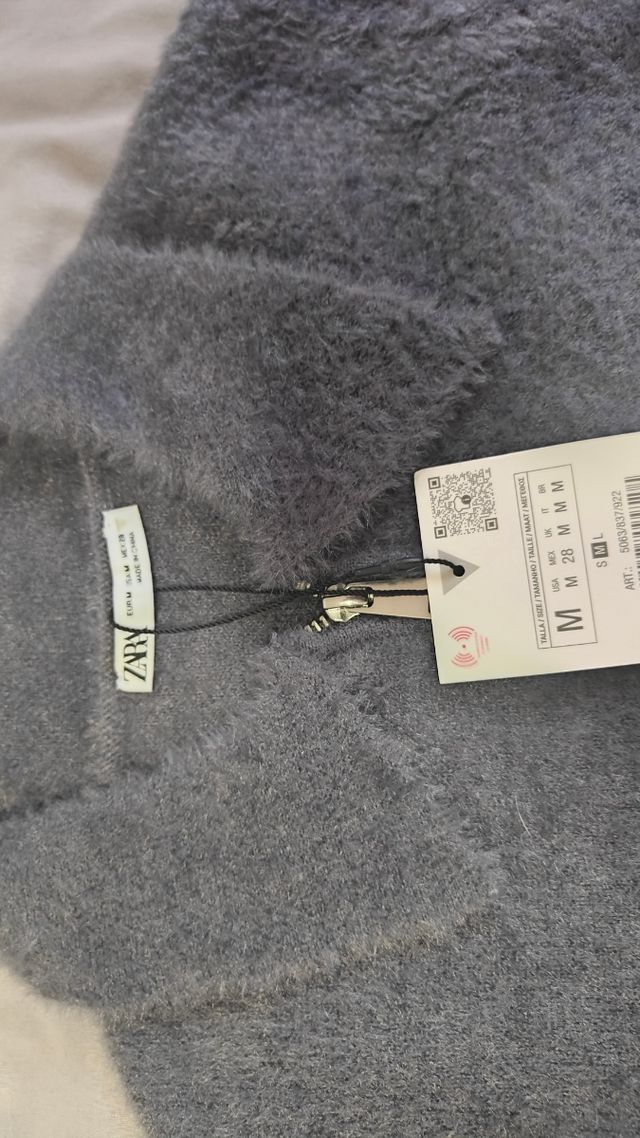 ZARA
EUR M USA M MEX 28
MADE IN CHINA
TALLA / SIZE / TAMANHO / TAILLE / MAAT / ΜΕΓΕΘΟΣ
M
USA MEX UK IT BR
M 28 M M M
S M L
ART.: 5063/837/922